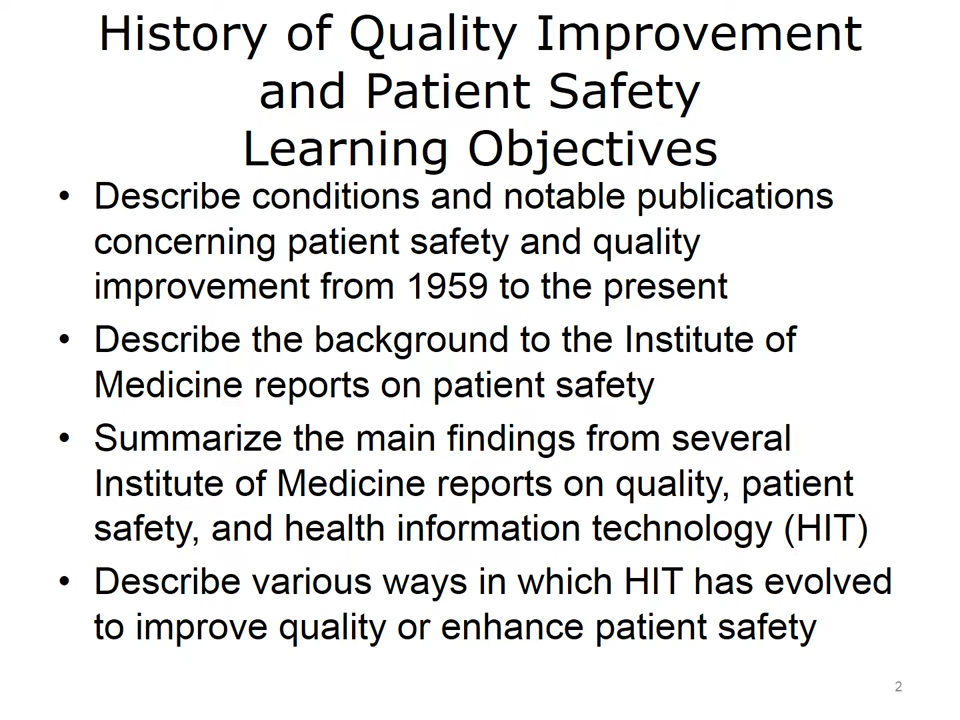 History of Quality Improvement
and Patient Safety
Learning Objectives
• Describe conditions and notable publications
concerning patient safety and quality
improvement from 1959 to the present
• Describe the background to the Institute of
Medicine reports on patient safety
• Summarize the main findings from several
Institute of Medicine reports on quality, patient
safety, and health information technology (HIT)
• Describe various ways in which HIT has evolved
to improve quality or enhance patient safety
2